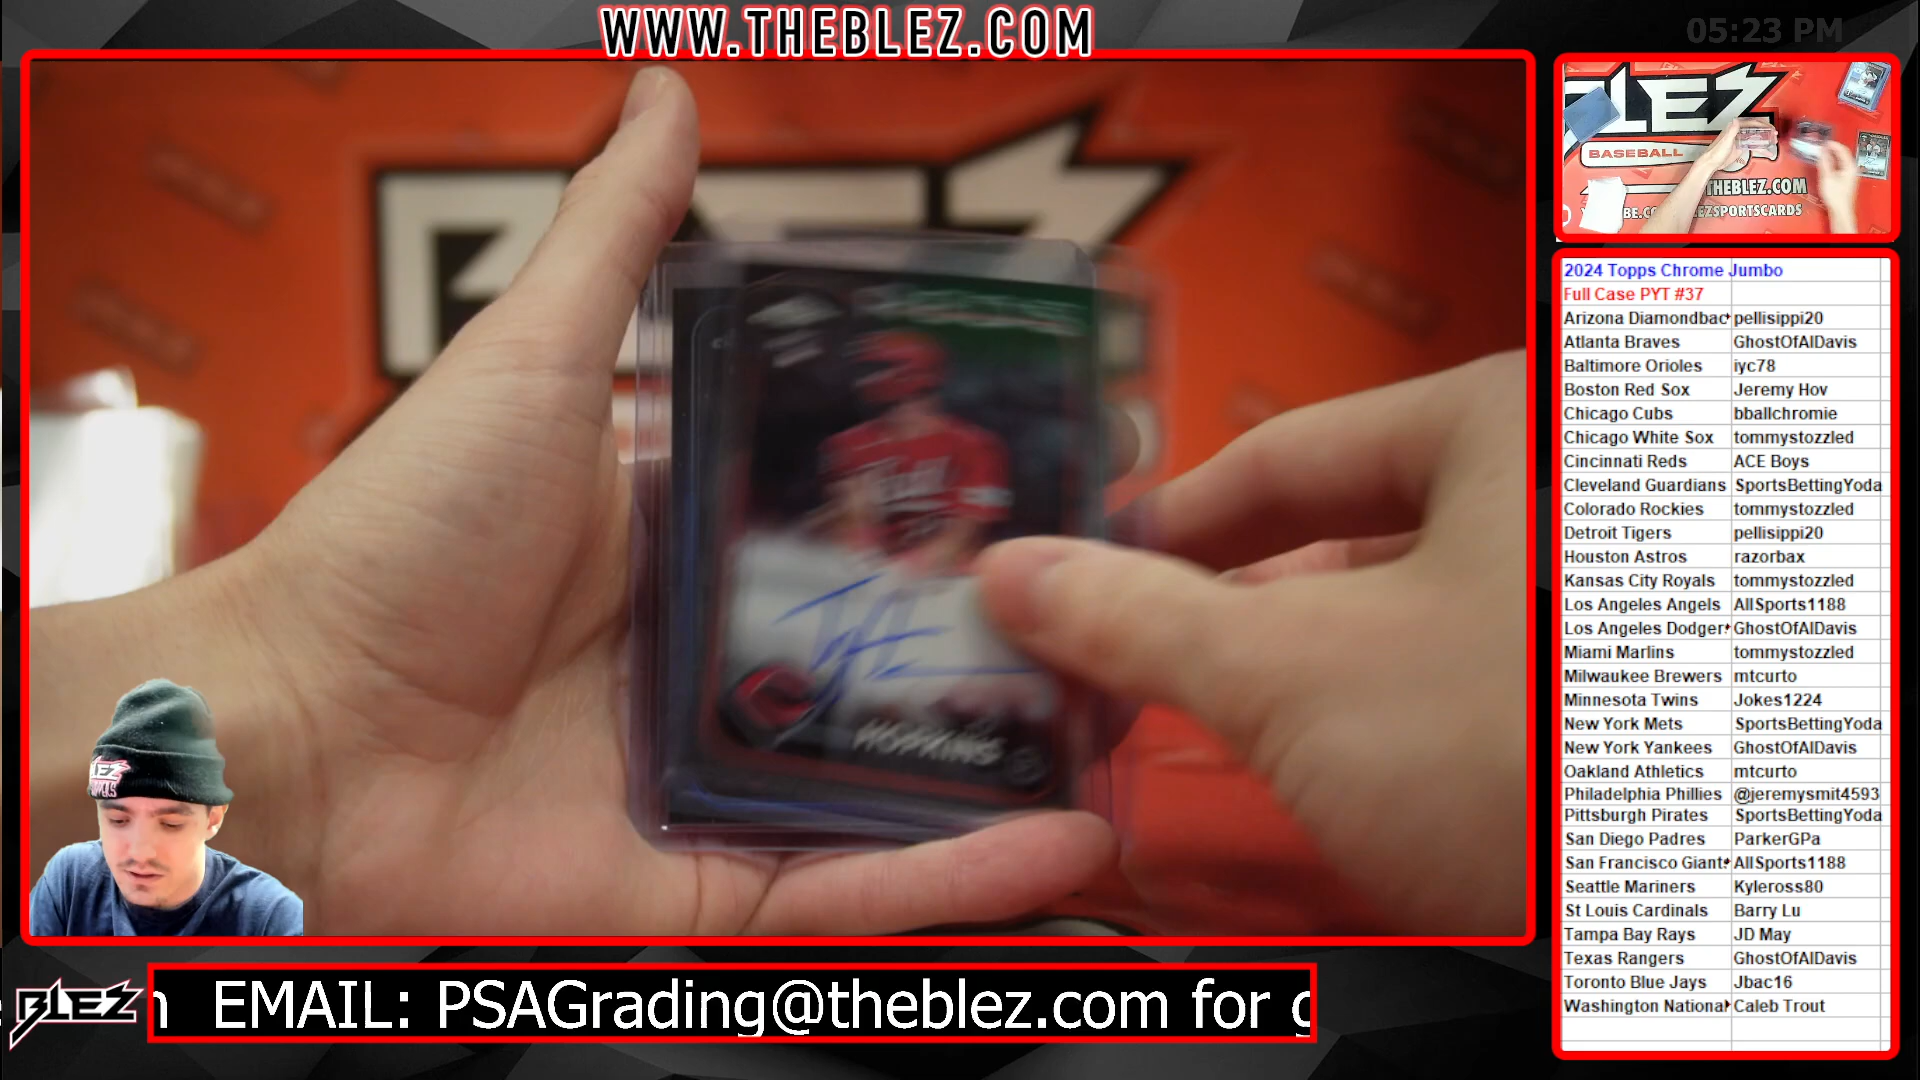 WWW.THEBLEZ.COM
05:23 PM
LEZ
BASEBALL
THEBLEZ.COM
HOPKINS
2024 Topps Chrome Jumbo
Full Case PYT #37
Arizona Diamondbac pellisippi20
Atlanta Braves GhostOfAlDavis
Baltimore Orioles iyc78
Boston Red Sox Jeremy Hov
Chicago Cubs bballchromie
Chicago White Sox tommystozzled
Cincinnati Reds ACE Boys
Cleveland Guardians SportsBettingYoda
Colorado Rockies tommystozzled
Detroit Tigers pellisippi20
Houston Astros razorbax
Kansas City Royals tommystozzled
Los Angeles Angels AllSports1188
Los Angeles Dodger GhostOfAlDavis
Miami Marlins tommystozzled
Milwaukee Brewers mtcurto
Minnesota Twins Jokes1224
New York Mets SportsBettingYoda
New York Yankees GhostOfAlDavis
Oakland Athletics mtcurto
Philadelphia Phillies @jeremysmit4593
Pittsburgh Pirates SportsBettingYoda
San Diego Padres ParkerGPa
San Francisco Giant AllSports1188
Seattle Mariners Kyleross80
St Louis Cardinals Barry Lu
Tampa Bay Rays JD May
Texas Rangers GhostOfAlDavis
Toronto Blue Jays Jbac16
Washington National Caleb Trout
BLEZ
EMAIL: PSAGrading@theblez.com for g